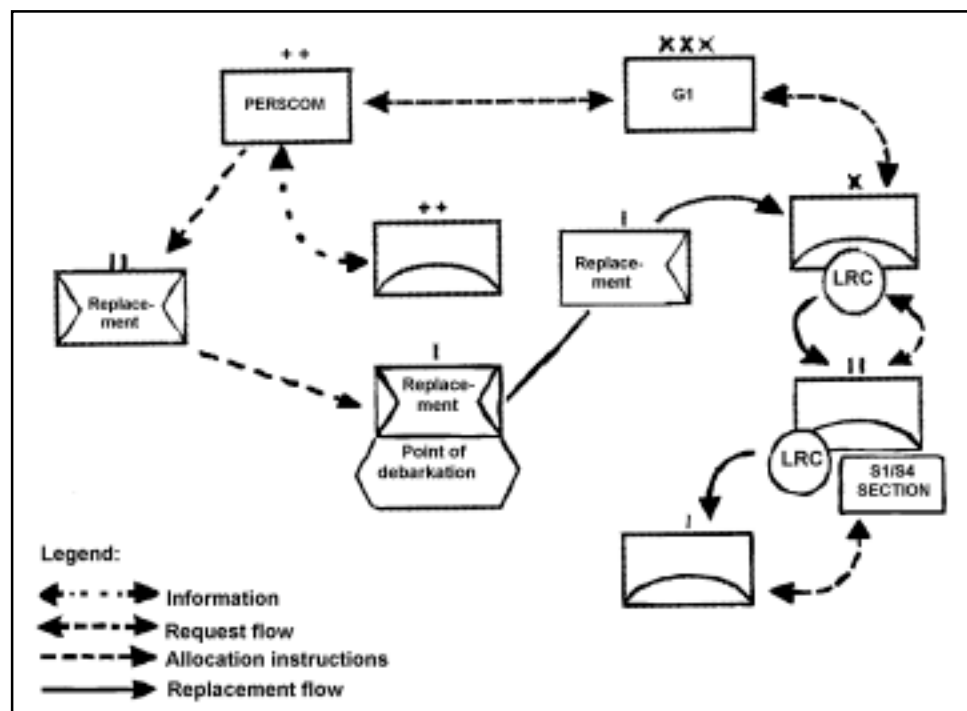 + +
PERSCOM
XXX
G1
X
LRC
+ +
I
Replace-
ment
II
Replace-
ment
I
Replace-
ment
Point of
debarkation
II
LRC
S1/S4
SECTION
I
Legend:
Information
Request flow
Allocation instructions
Replacement flow